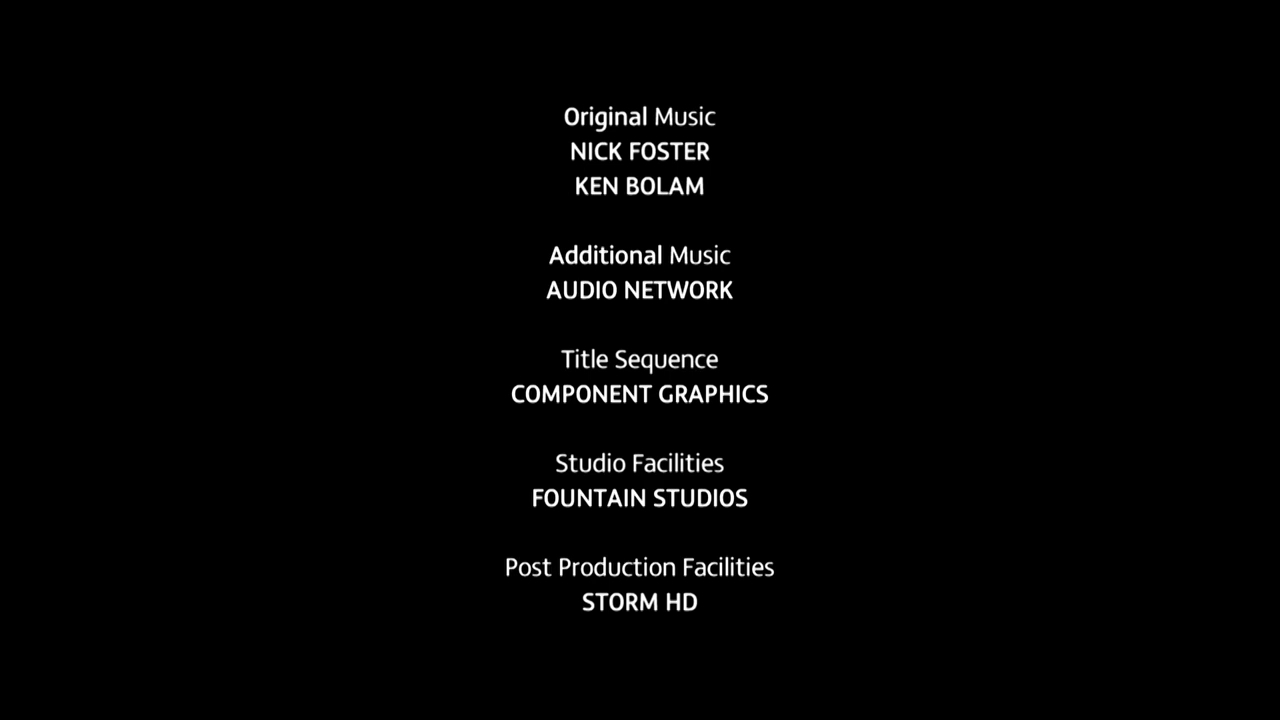 Original Music
NICK FOSTER
KEN BOLAM
Additional Music
AUDIO NETWORK
Title Sequence
COMPONENT GRAPHICS
Studio Facilities
FOUNTAIN STUDIOS
Post Production Facilities
STORM HD